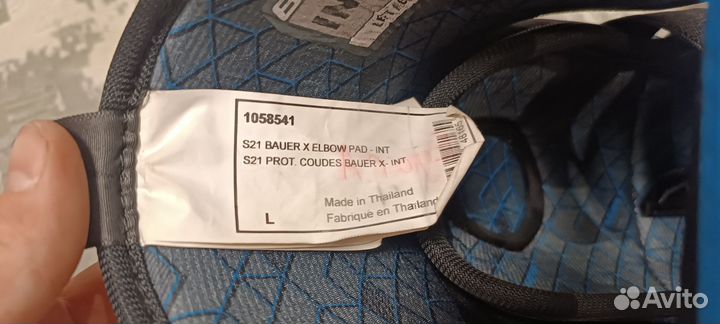 1058541
S21 BAUER X ELBOW PAD - INT
S21 PROT. COUDES BAUER X- INT
Made in Thailand
Fabriqué en Thailand
L
Avito